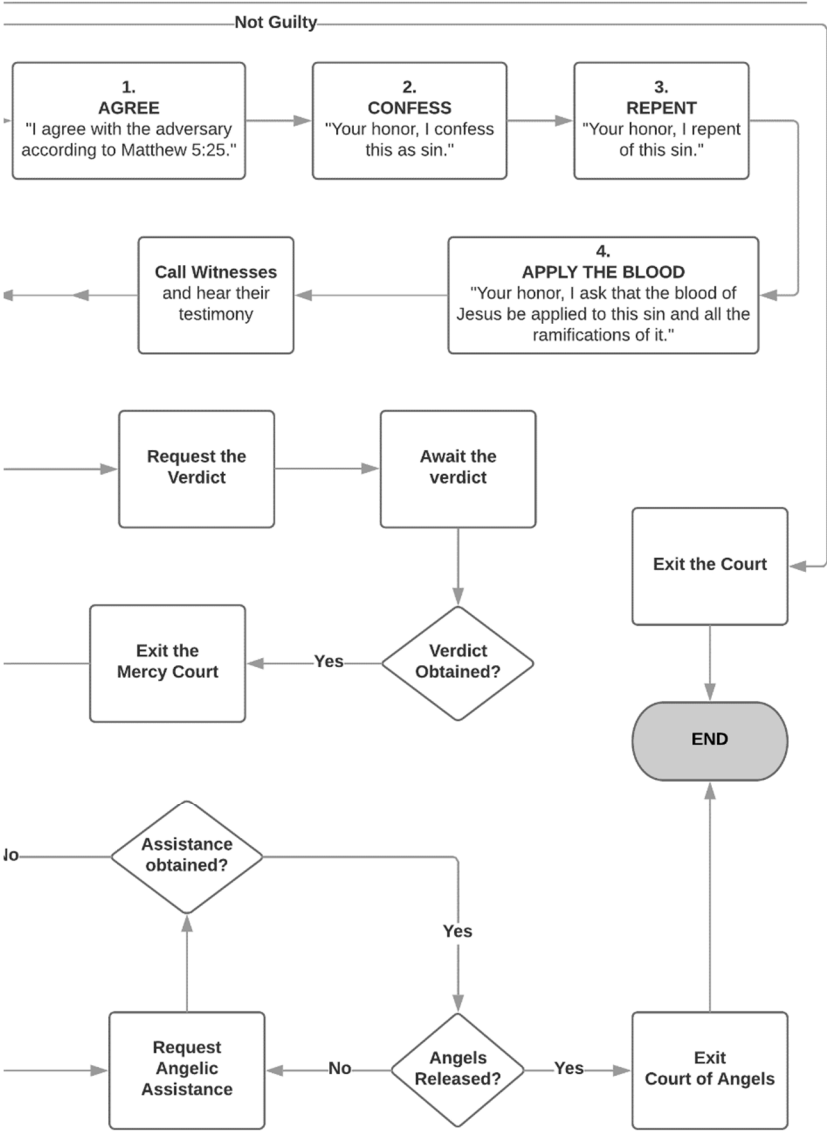 Not Guilty
1.
AGREE
"I agree with the adversary
according to Matthew 5:25."
2.
CONFESS
"Your honor, I confess
this as sin."
3.
REPENT
"Your honor, I repent
of this sin."
Call Witnesses
and hear their
testimony
4.
APPLY THE BLOOD
"Your honor, I ask that the blood of
Jesus be applied to this sin and all the
ramifications of it."
Request the
Verdict
Await the
verdict
Exit the Court
Exit the
Mercy Court
Yes
Verdict
Obtained?
END
No
Assistance
obtained?
Yes
Request
Angelic
Assistance
No
Angels
Released?
Yes
Exit
Court of Angels